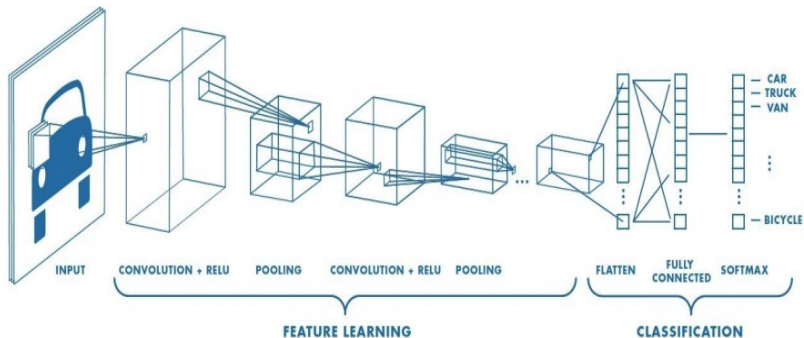 CAR
TRUCK
VAN
BICYCLE
INPUT
CONVOLUTION + RELU
POOLING
CONVOLUTION + RELU
POOLING
FLATTEN
FULLY
CONNECTED
SOFTMAX
FEATURE LEARNING
CLASSIFICATION